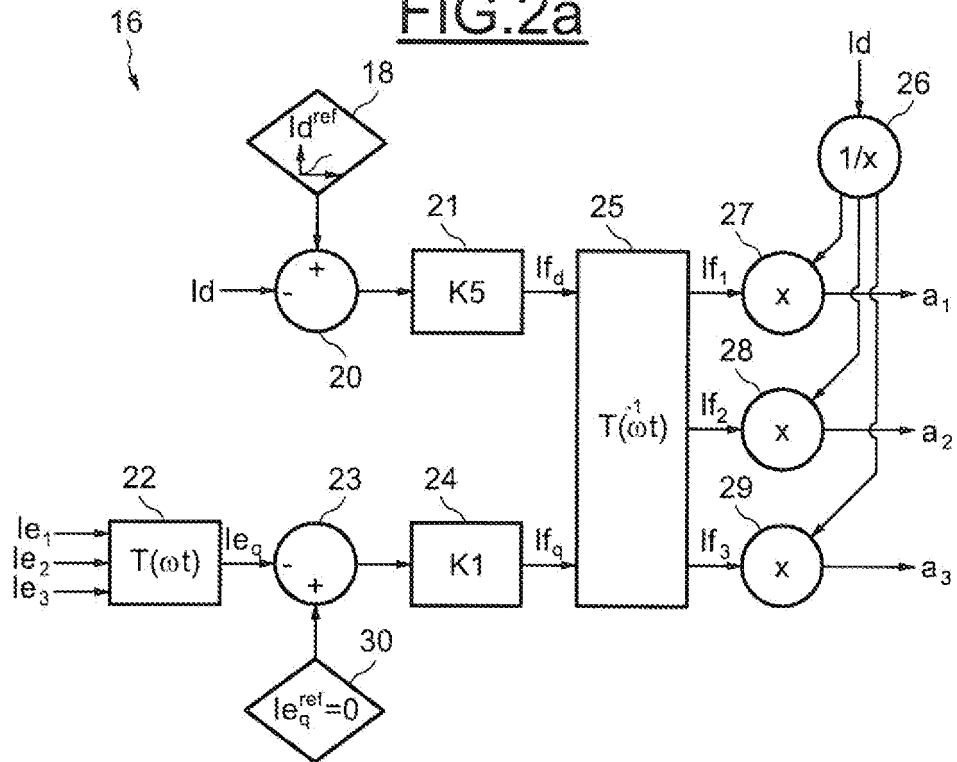 FIG.2a
16
18
Id^ref
Id
26
1/x
21
25
27
+
-
Id
K5
If_d
If_1
x
a_1
20
28
T(ωt)^-1
If_2
x
a_2
22
23
24
29
Ie_1
Ie_2
Ie_3
T(ωt)
Ie_q
-
+
K1
If_q
If_3
x
a_3
30
Ie_q^ref=0